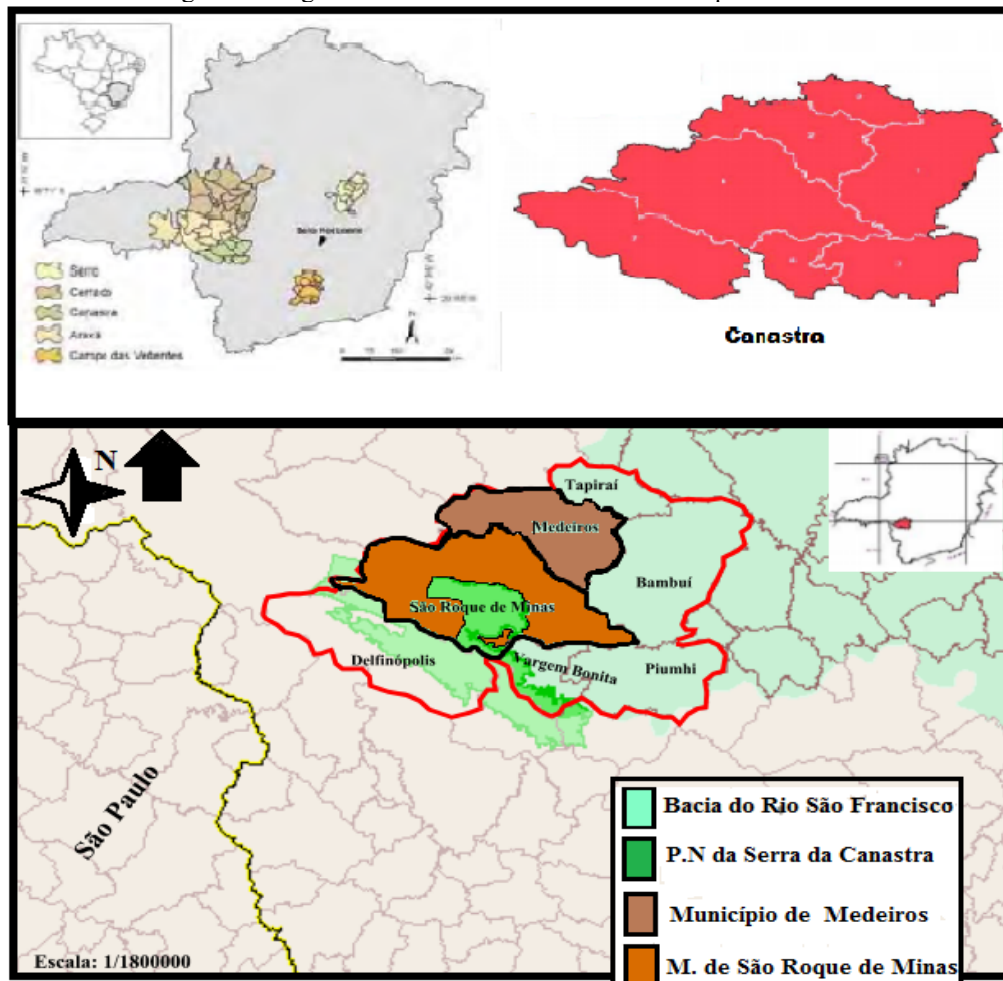 Serro
Cerrado
Canastra
Araxá
Campo das Vertentes
Canastra
N
Tapiraí
Medeiros
Bambuí
São Roque de Minas
Delfinópolis
Vargem Bonita
Piumhi
São Paulo
Bacia do Rio São Francisco
P.N da Serra da Canastra
Município de Medeiros
M. de São Roque de Minas
Escala: 1/1800000